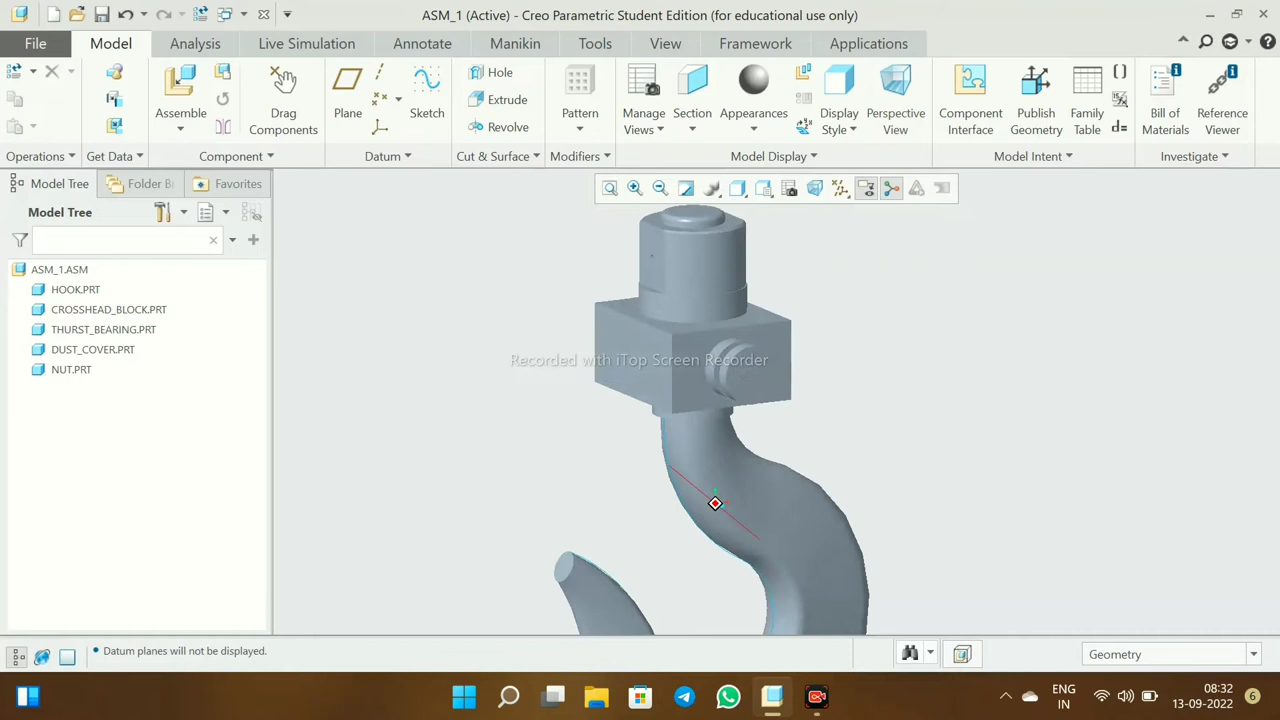 ASM_1 (Active) - Creo Parametric Student Edition (for educational use only)
File Model Analysis Live Simulation Annotate Manikin Tools View Framework Applications
Assemble
Drag Components
Plane
Sketch
Hole
Extrude
Revolve
Pattern
Manage Views
Section
Appearances
Display Style
Perspective View
Component Interface
Publish Geometry
Family Table
d=
Bill of Materials
Reference Viewer
Operations Get Data Component Datum Cut & Surface Modifiers Model Display Model Intent Investigate
Model Tree Folder B Favorites
Model Tree
ASM_1.ASM
HOOK.PRT
CROSSHEAD_BLOCK.PRT
THURST_BEARING.PRT
DUST_COVER.PRT
NUT.PRT
Recorded with iTop Screen Recorder
Datum planes will not be displayed.
Geometry
ENG
IN
08:32
13-09-2022
6